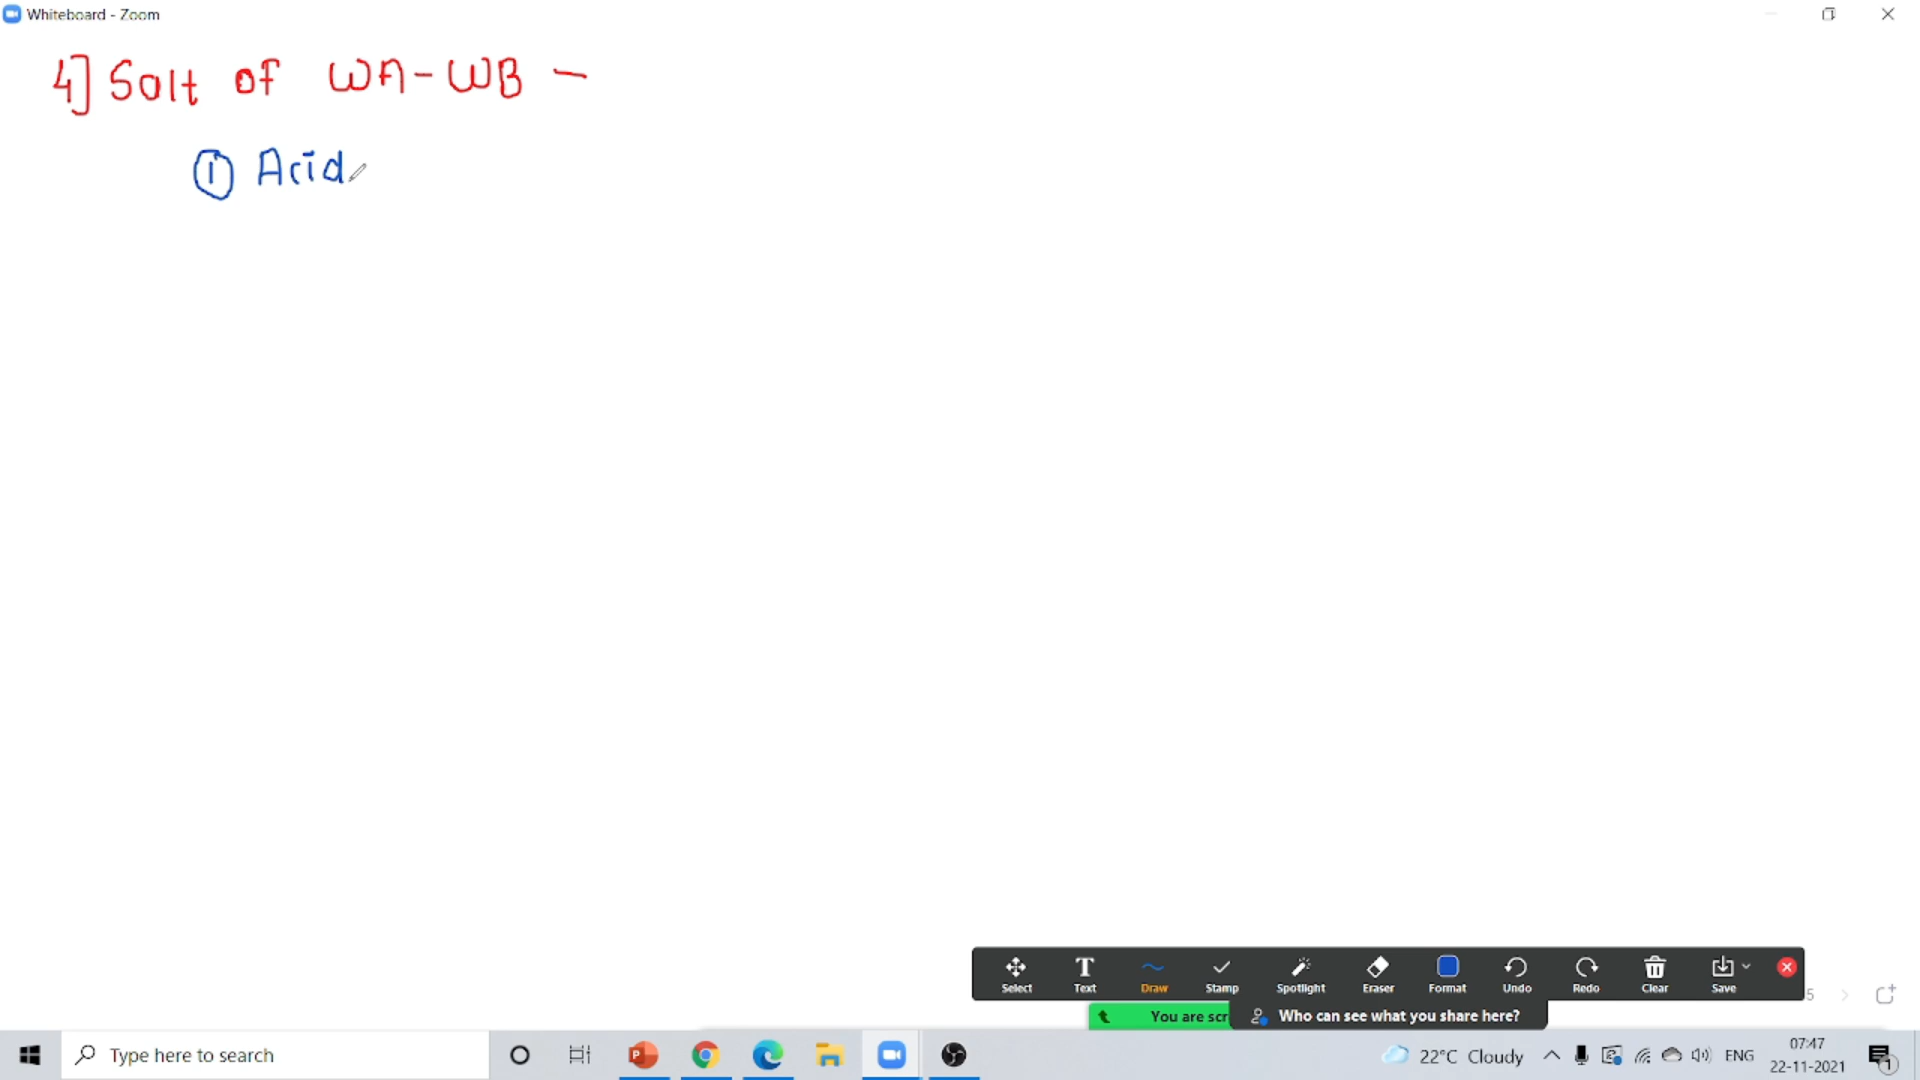 Whiteboard - Zoom
4] Salt of WA-WB -
① Acid
Select Text Draw Stamp Spotlight Eraser Format Undo Redo Clear Save
5
You are scr
Who can see what you share here?
Type here to search
22°C Cloudy
ENG
07:47
22-11-2021
1